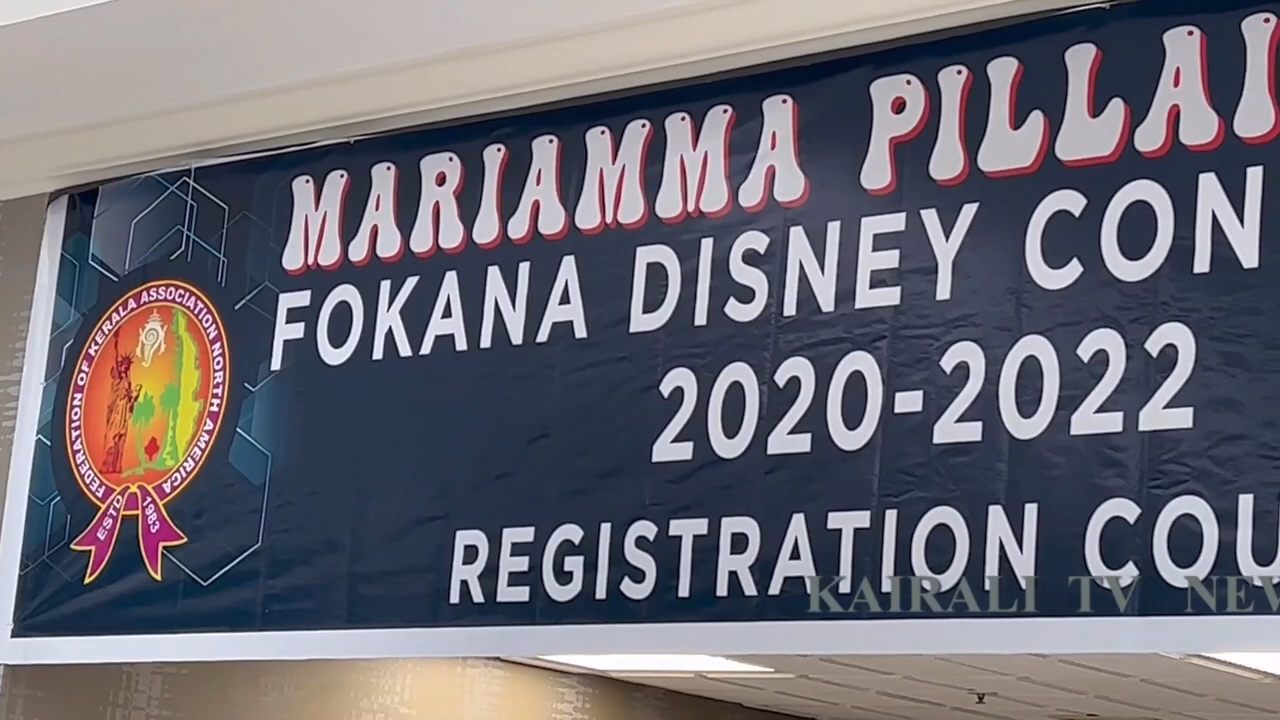 MARIAMMA PILLAI
FOKANA DISNEY CON
2020-2022
REGISTRATION COU
FEDERATION OF KERALA ASSOCIATION NORTH AMERICA
ESTD 1983
KAIRALI TV NEW